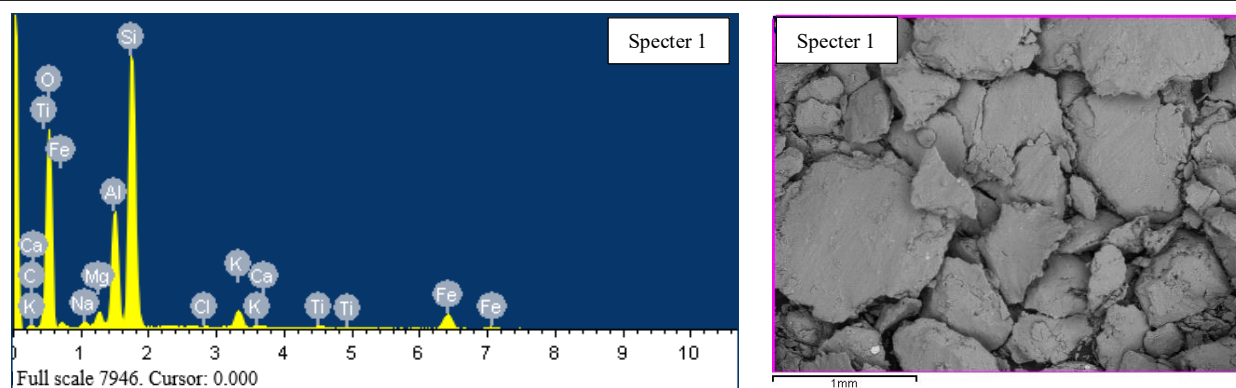 Specter 1
Si
O
Ti
Fe
Al
Ca
C
K
Na
Mg
Cl
K
Ca
K
Ti
Ti
Fe
Fe
0 1 2 3 4 5 6 7 8 9 10
Full scale 7946. Cursor: 0.000
Specter 1
1mm